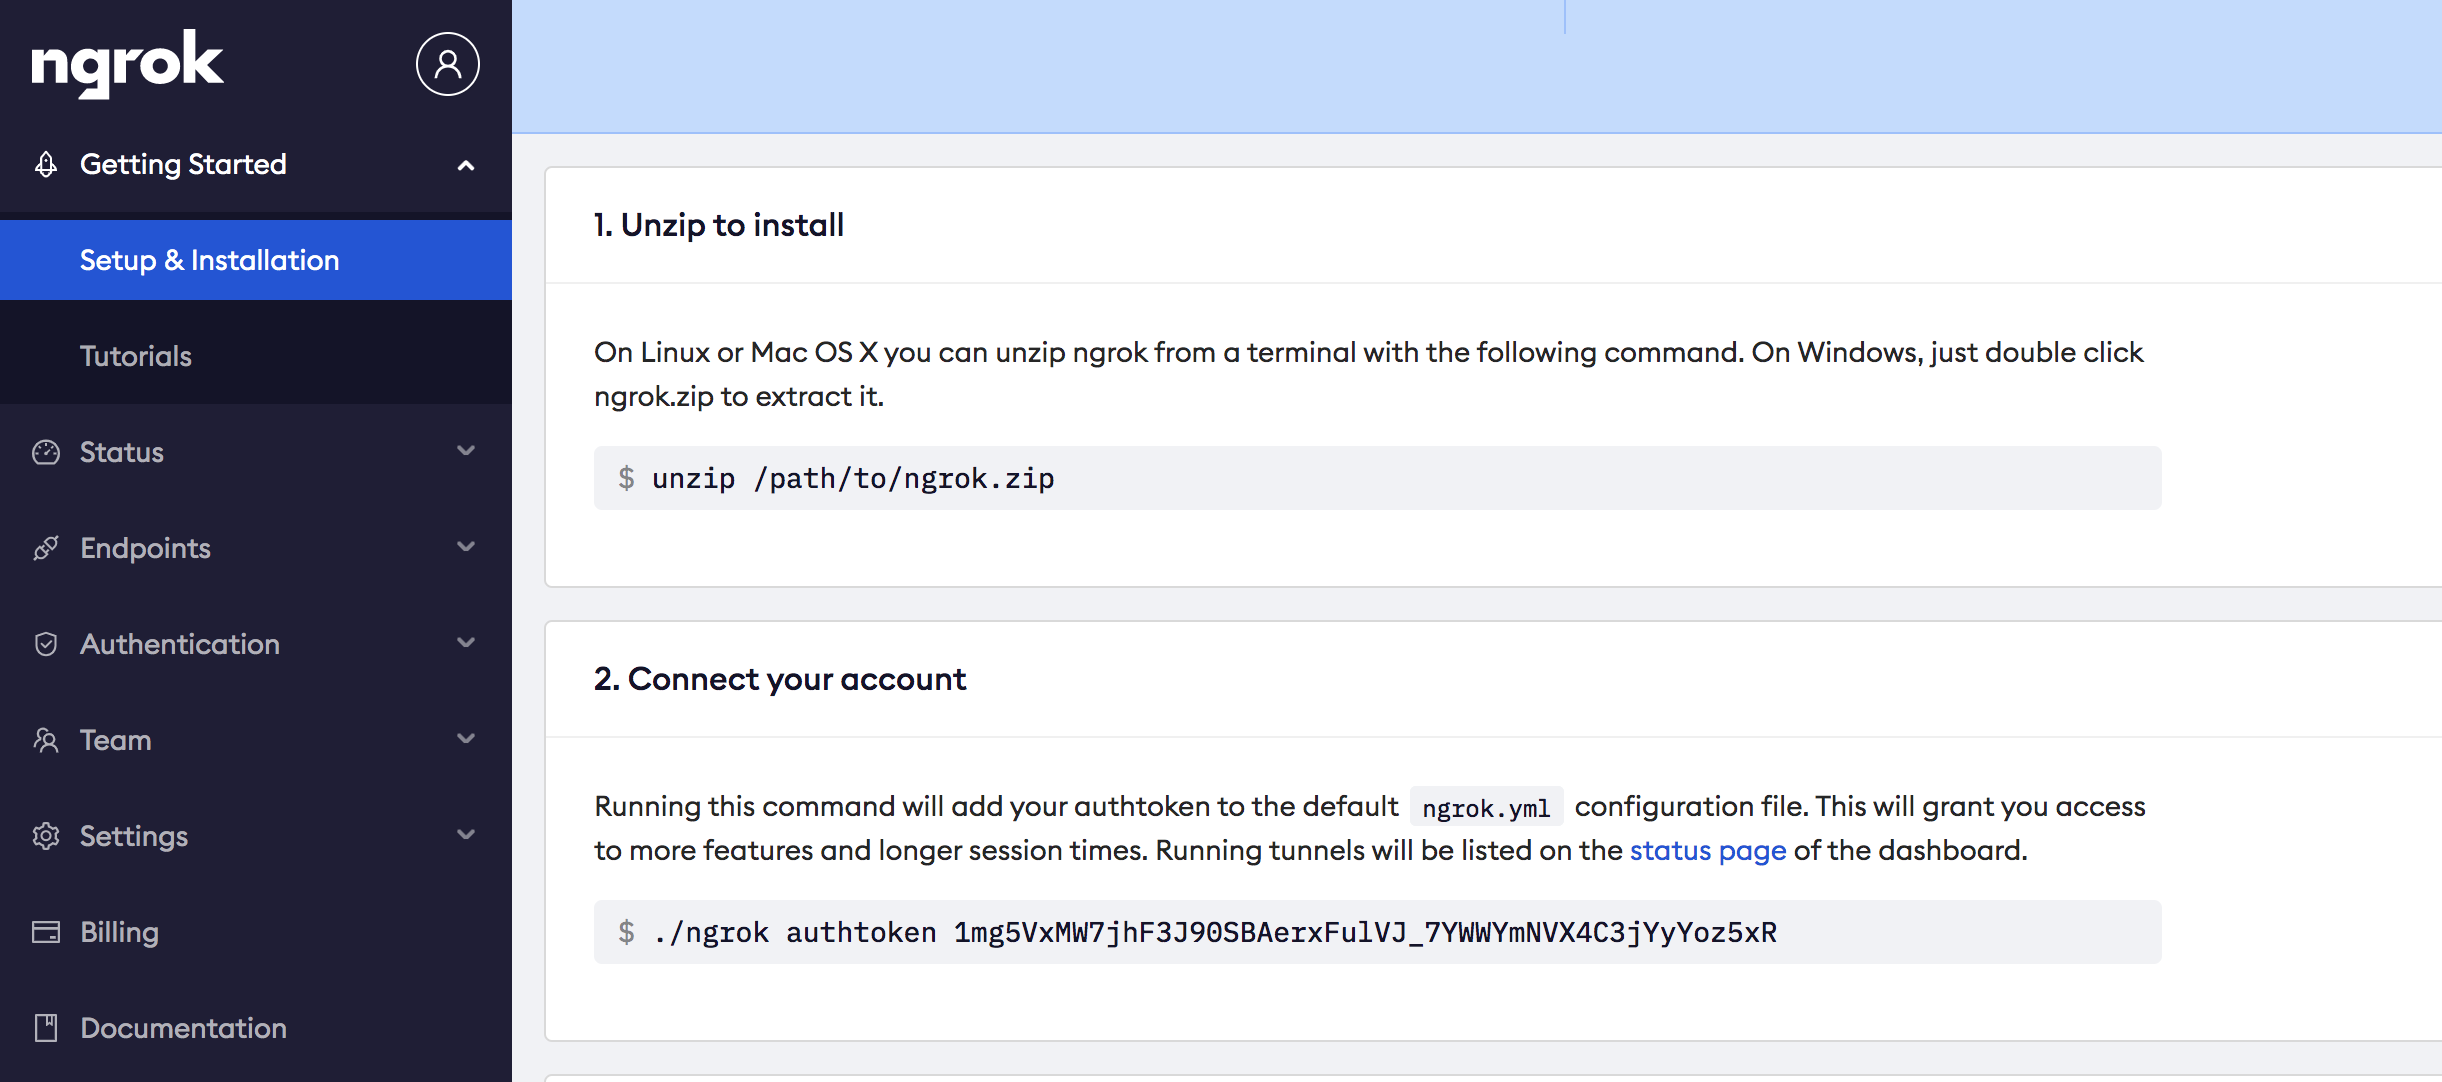 ngrok
Getting Started
Setup & Installation
Tutorials
Status
Endpoints
Authentication
Team
Settings
Billing
Documentation
1. Unzip to install
On Linux or Mac OS X you can unzip ngrok from a terminal with the following command. On Windows, just double click
ngrok.zip to extract it.
$ unzip /path/to/ngrok.zip
2. Connect your account
Running this command will add your authtoken to the default ngrok.yml configuration file. This will grant you access
to more features and longer session times. Running tunnels will be listed on the status page of the dashboard.
$ ./ngrok authtoken 1mg5VxMW7jhF3J90SBAerxFulVJ_7YWWYmNVX4C3jYyYoz5xR